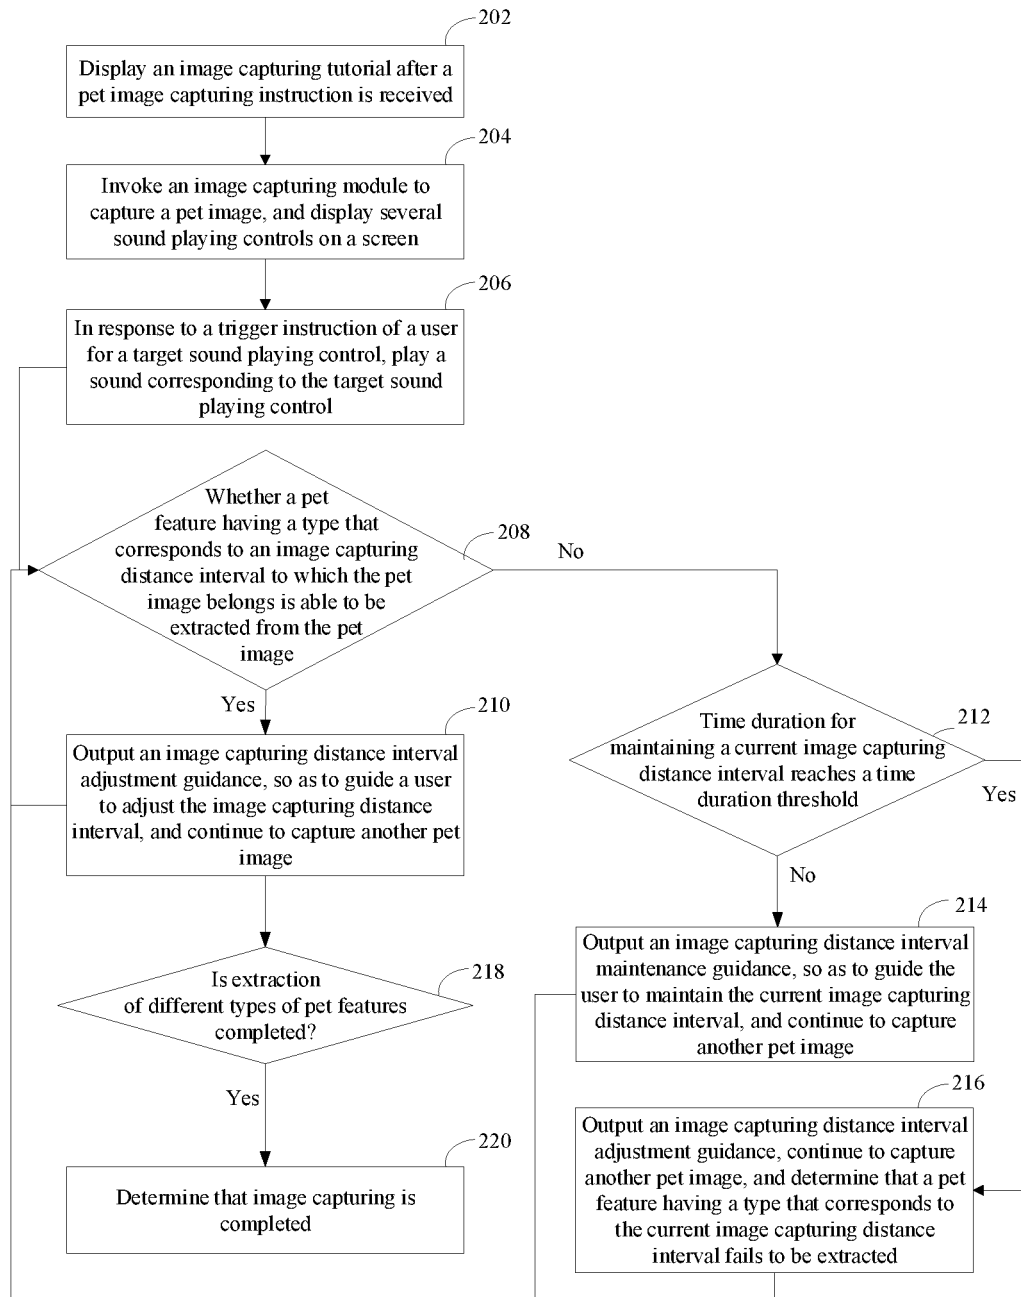 202
Display an image capturing tutorial after a
pet image capturing instruction is received
204
Invoke an image capturing module to
capture a pet image, and display several
sound playing controls on a screen
206
In response to a trigger instruction of a user
for a target sound playing control, play a
sound corresponding to the target sound
playing control
Whether a pet
feature having a type that
corresponds to an image capturing
distance interval to which the pet
image belongs is able to be
extracted from the pet
image
208
No
Yes
210
Output an image capturing distance interval
adjustment guidance, so as to guide a user
to adjust the image capturing distance
interval, and continue to capture another pet
image
Time duration for
maintaining a current image capturing
distance interval reaches a time
duration threshold
212
Yes
No
214
Output an image capturing distance interval
maintenance guidance, so as to guide the
user to maintain the current image capturing
distance interval, and continue to capture
another pet image
Is extraction
of different types of pet features
completed?
218
Yes
216
Output an image capturing distance interval
adjustment guidance, continue to capture
another pet image, and determine that a pet
feature having a type that corresponds to
the current image capturing distance
interval fails to be extracted
220
Determine that image capturing is
completed